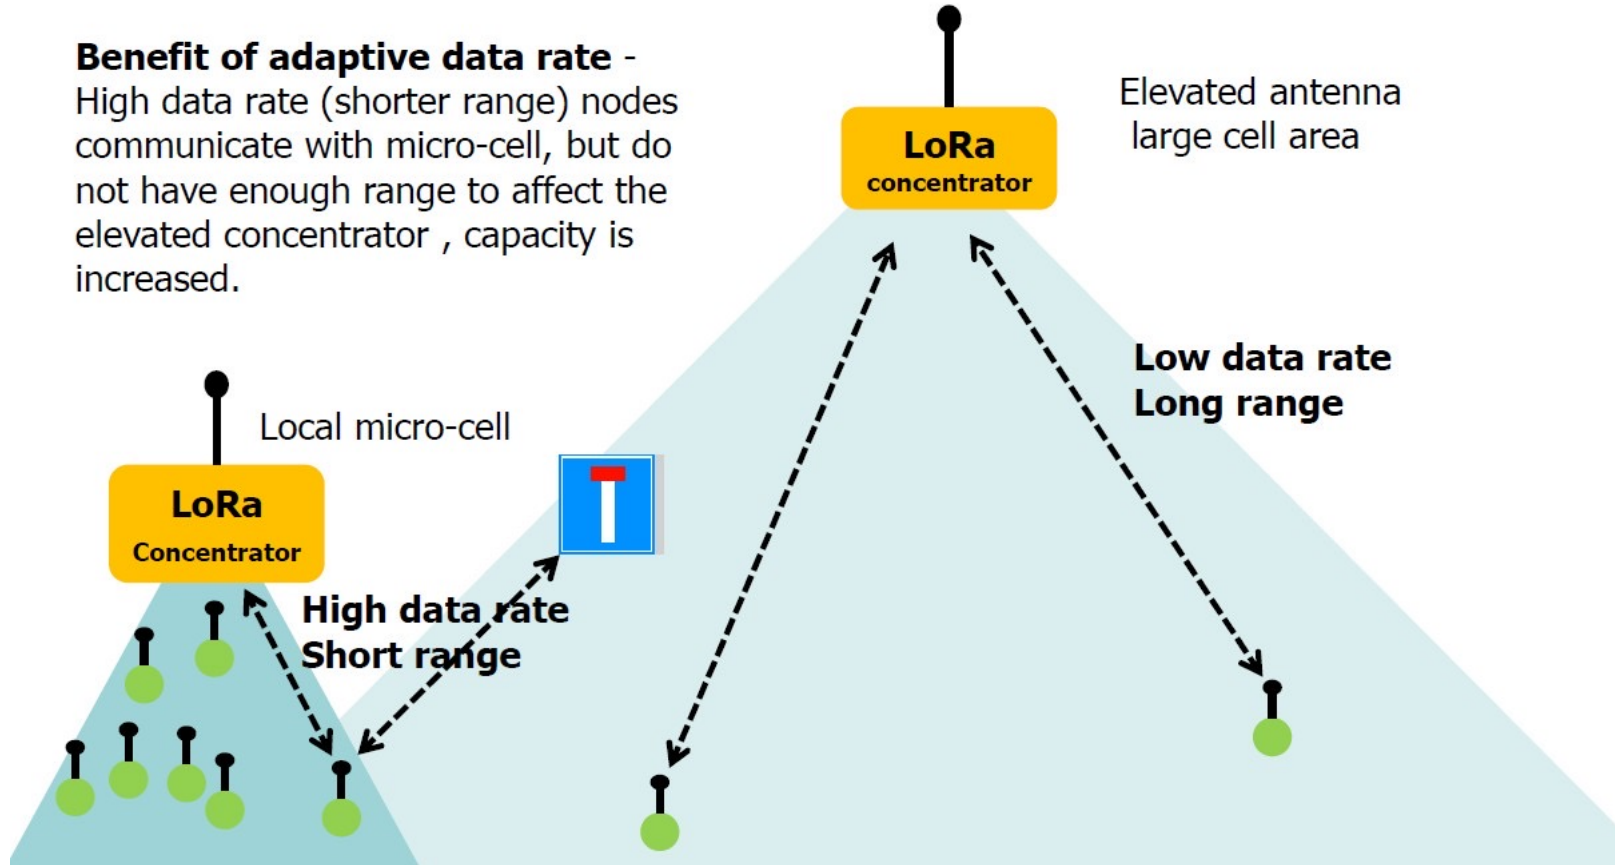 Benefit of adaptive data rate -
High data rate (shorter range) nodes
communicate with micro-cell, but do
not have enough range to affect the
elevated concentrator , capacity is
increased.
LoRa
concentrator
Elevated antenna
large cell area
Low data rate
Long range
Local micro-cell
LoRa
Concentrator
High data rate
Short range